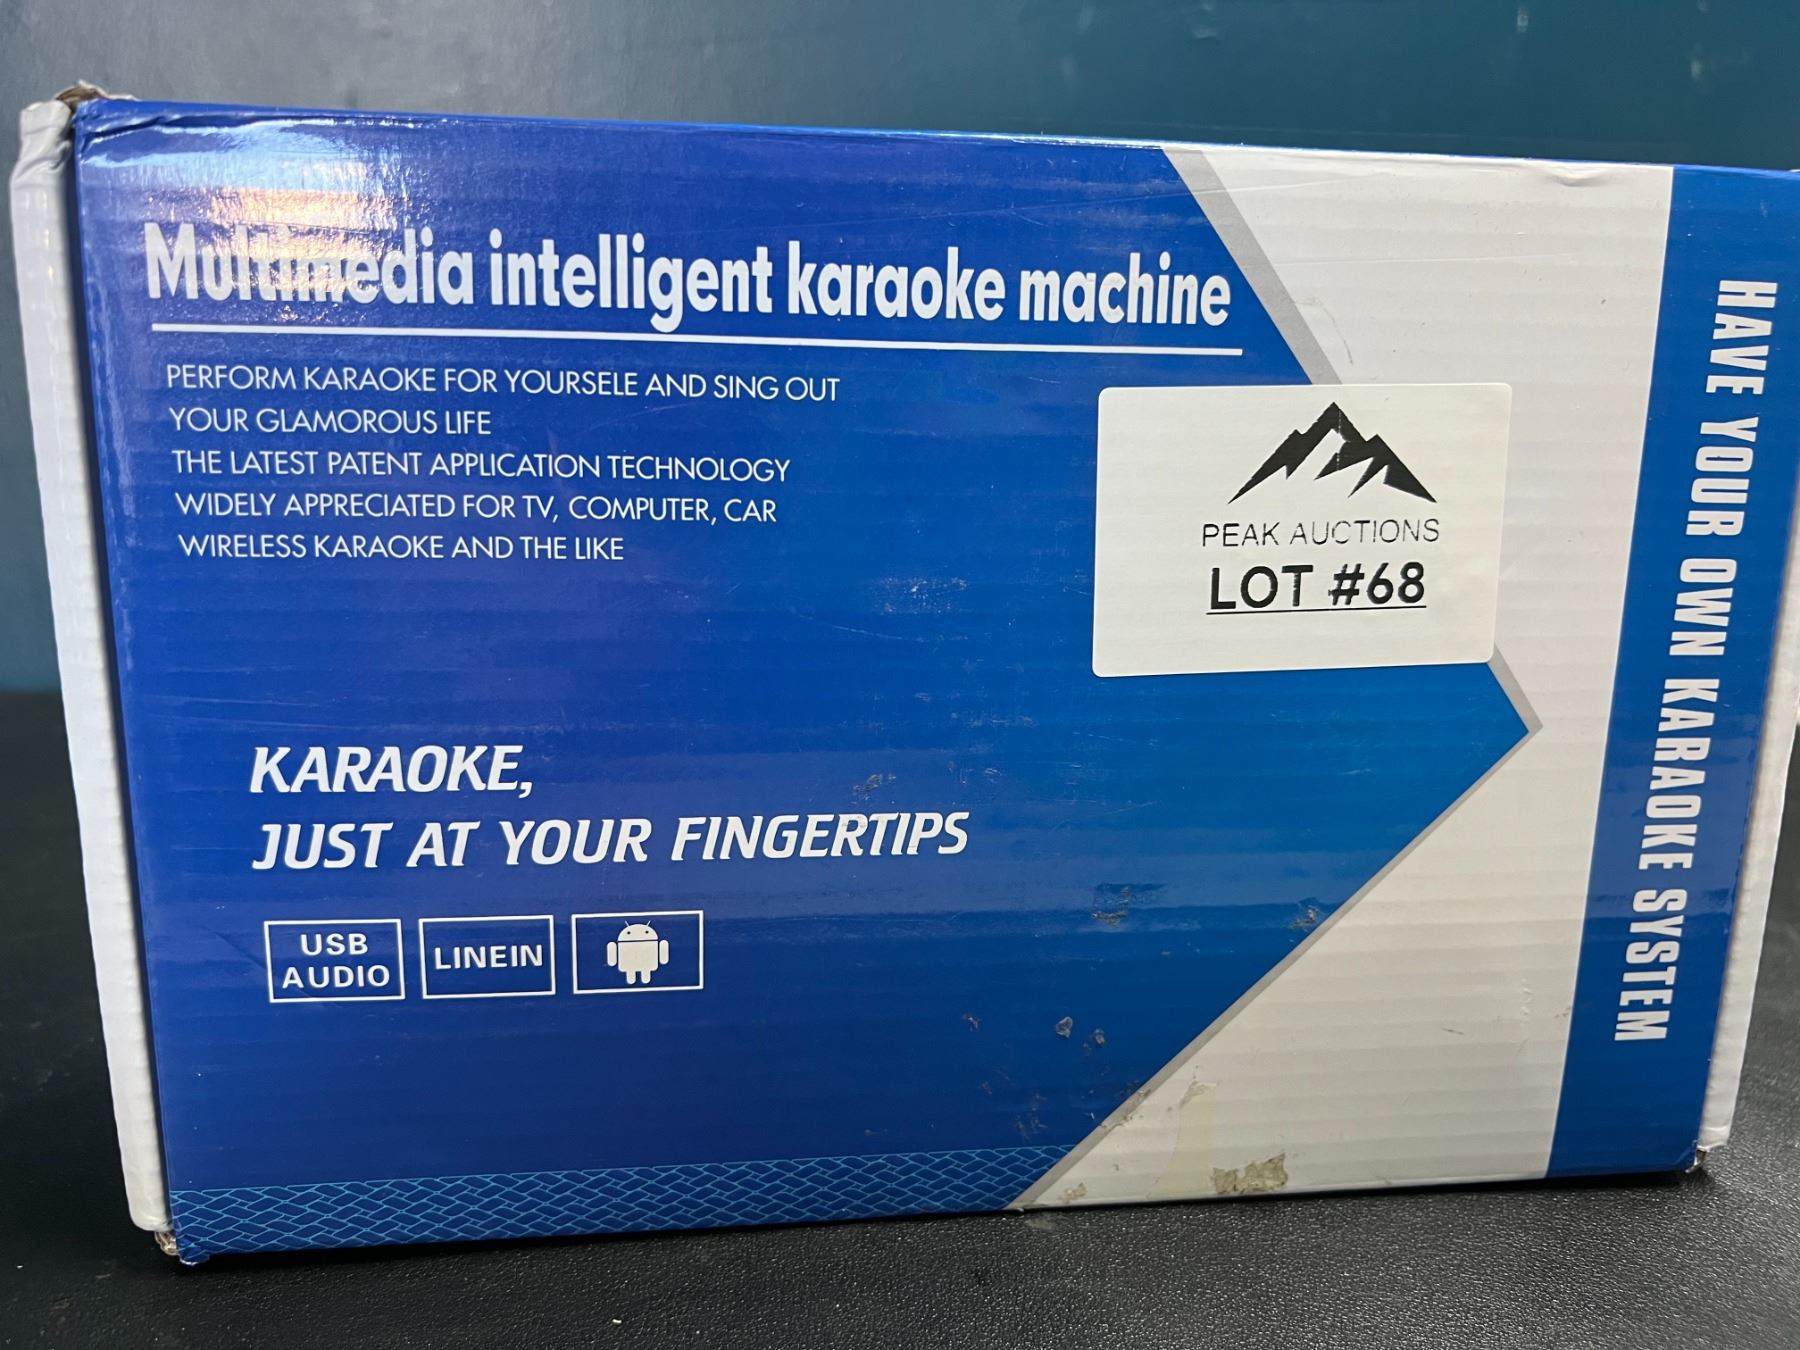 Multimedia intelligent karaoke machine
PERFORM KARAOKE FOR YOURSELE AND SING OUT
YOUR GLAMOROUS LIFE
THE LATEST PATENT APPLICATION TECHNOLOGY
WIDELY APPRECIATED FOR TV, COMPUTER, CAR
WIRELESS KARAOKE AND THE LIKE
PEAK AUCTIONS
LOT #68
KARAOKE,
JUST AT YOUR FINGERTIPS
USB
AUDIO
LINEIN
HAVE YOUR OWN KARAOKE SYSTEM